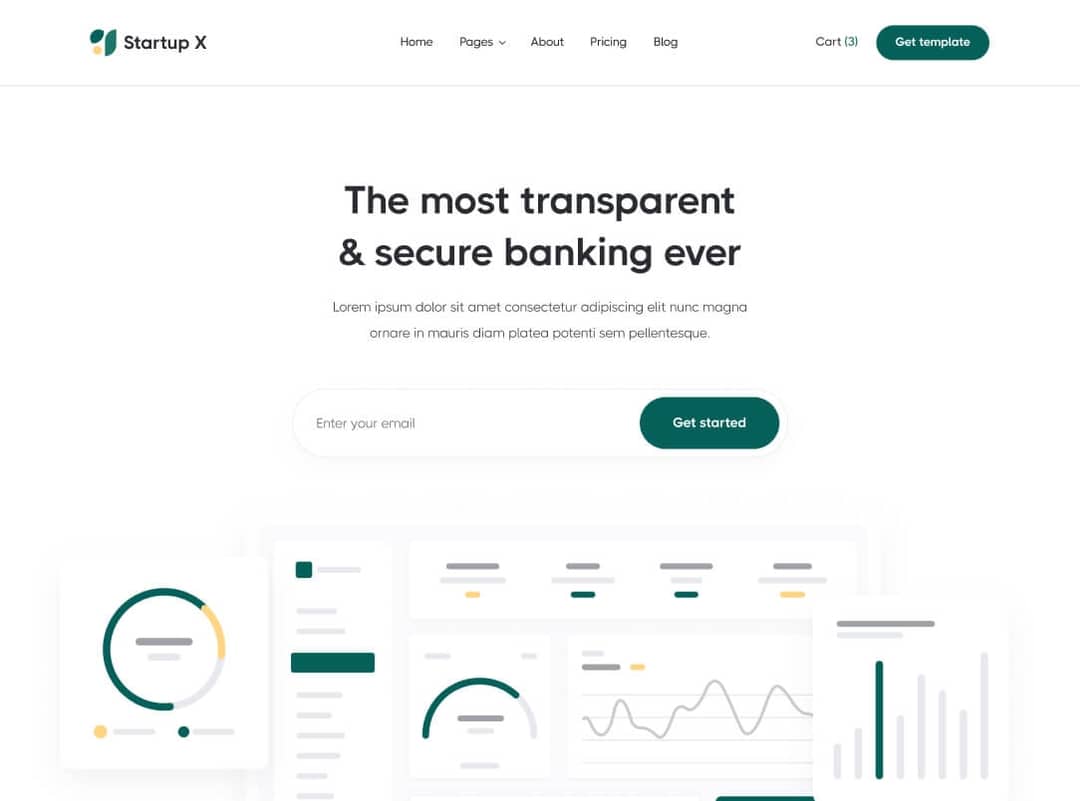 Startup X
Home
Pages
About
Pricing
Blog
Cart (3)
Get template
The most transparent
& secure banking ever
Lorem ipsum dolor sit amet consectetur adipiscing elit nunc magna
ornare in mauris diam platea potenti sem pellentesque.
Enter your email
Get started